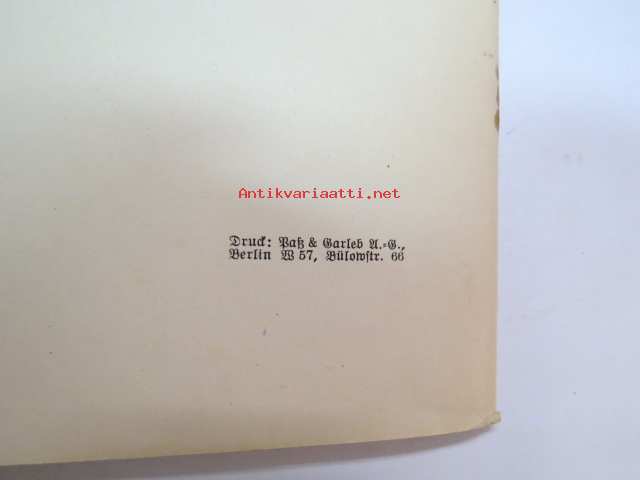 Antikvariaatti.net
Druck: Paß & Garleb A.=G.,
Berlin W 57, Bülowstr. 66